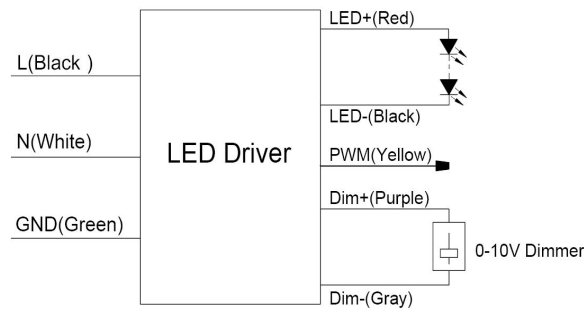 L(Black )
N(White)
GND(Green)
LED Driver
LED+(Red)
LED-(Black)
PWM(Yellow)
Dim+(Purple)
0-10V Dimmer
Dim-(Gray)